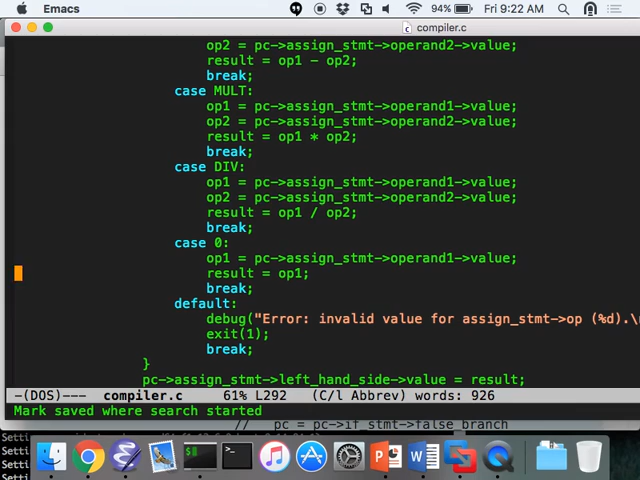 Emacs 94% Fri 9:22 AM
compiler.c
op2 = pc->assign_stmt->operand2->value;
result = op1 - op2;
break;
case MULT:
op1 = pc->assign_stmt->operand1->value;
op2 = pc->assign_stmt->operand2->value;
result = op1 * op2;
break;
case DIV:
op1 = pc->assign_stmt->operand1->value;
op2 = pc->assign_stmt->operand2->value;
result = op1 / op2;
break;
case 0:
op1 = pc->assign_stmt->operand1->value;
result = op1;
break;
default:
debug("Error: invalid value for assign_stmt->op (%d).\
exit(1);
break;
}
pc->assign_stmt->left_hand_side->value = result;
-(DOS)--- compiler.c 61% L292 (C/l Abbrev) words: 926
Mark saved where search started
// pc = pc->if_stmt->false_branch
Setti
Setti
Setti
Setti